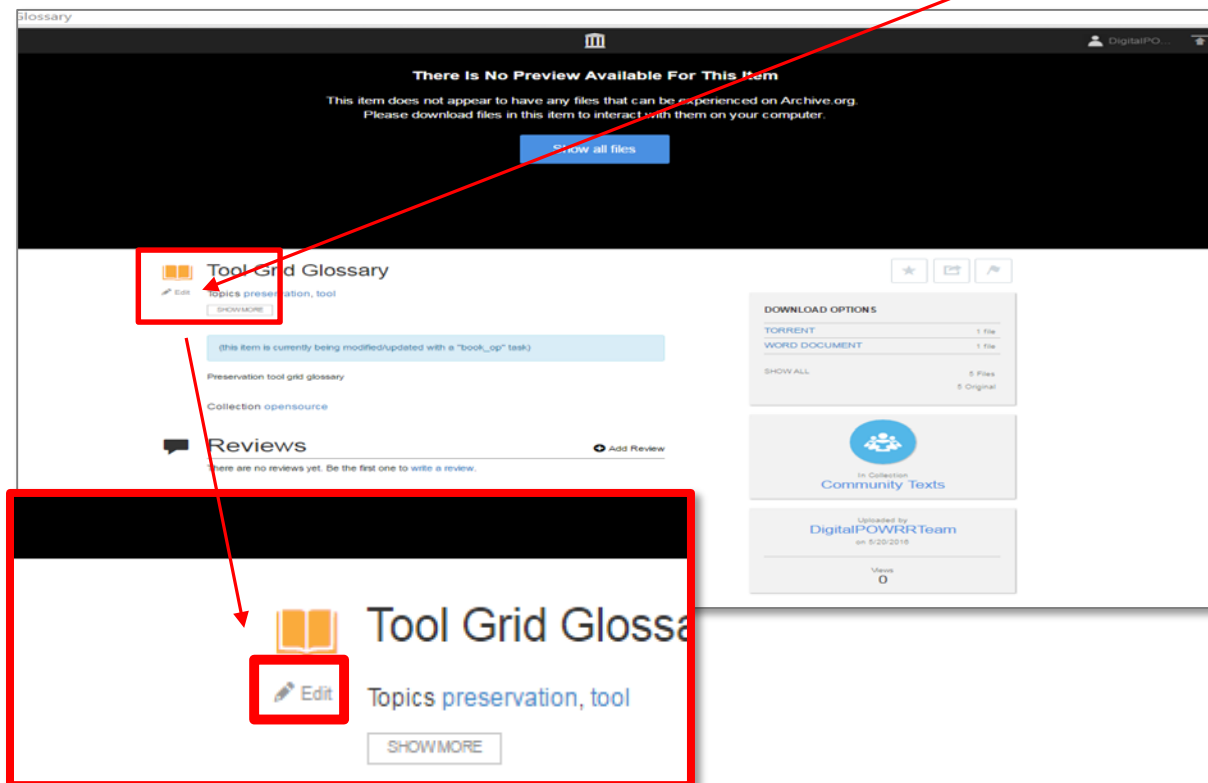 Glossary
DigitalPO...
There Is No Preview Available For This Item
This item does not appear to have any files that can be experienced on Archive.org.
Please download files in this item to interact with them on your computer.
Show all files
Tool Grid Glossary
Edit
Topics preservation, tool
SHOW MORE
(this item is currently being modified/updated with a "book_op" task)
Preservation tool grid glossary
Collection opensource
Reviews
Add Review
There are no reviews yet. Be the first one to write a review.
DOWNLOAD OPTIONS
TORRENT 1 file
WORD DOCUMENT 1 file
SHOW ALL 5 Files
5 Original
In Collection
Community Texts
Uploaded by
DigitalPOWRRTeam
on 5/20/2016
Views
0
Tool Grid Glossa
Edit
Topics preservation, tool
SHOW MORE